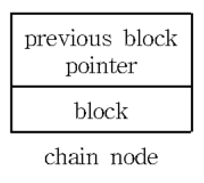 previous block
pointer
block
chain node